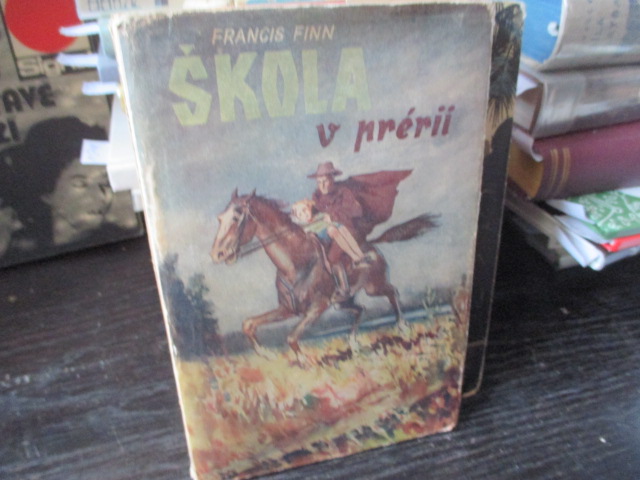 FRANCIS FINN
ŠKOLA
v prérii